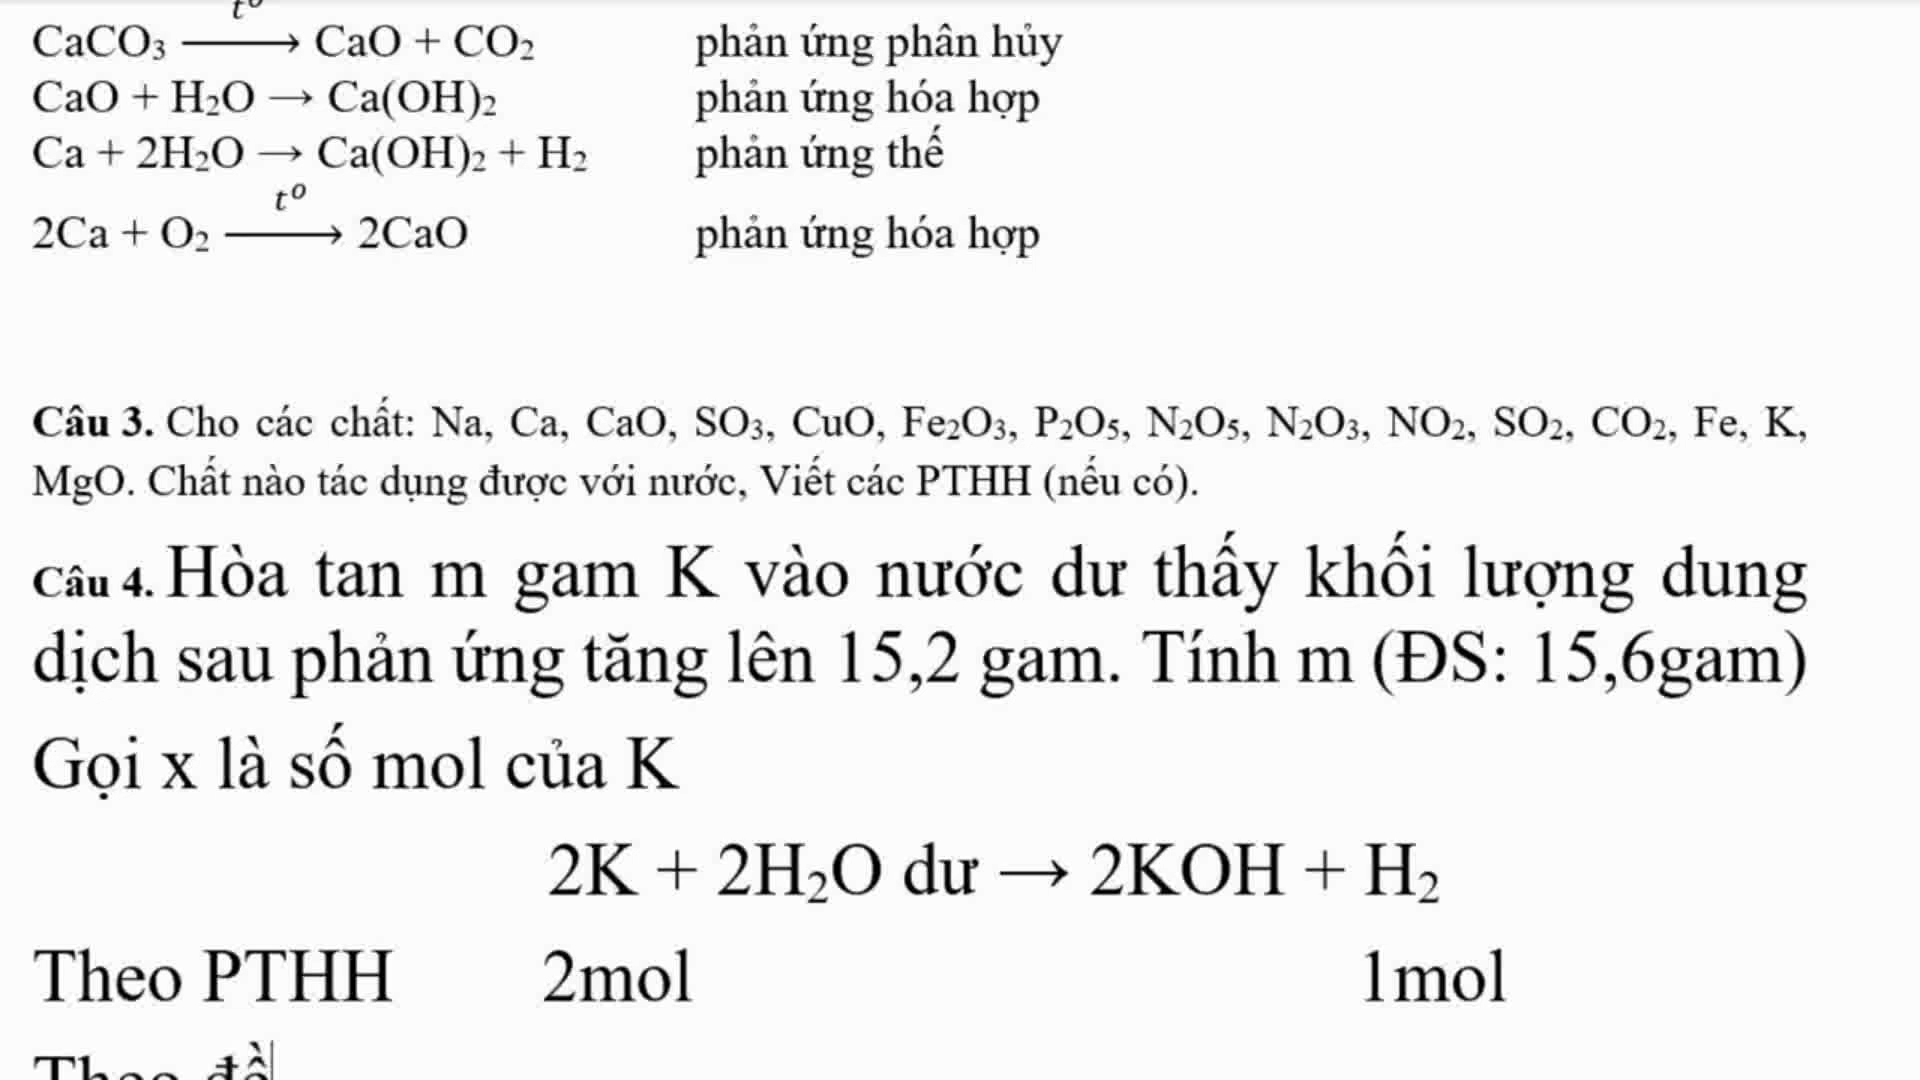 t⁰
CaCO₃ ⟶ CaO + CO₂ phản ứng phân hủy
CaO + H₂O → Ca(OH)₂ phản ứng hóa hợp
Ca + 2H₂O → Ca(OH)₂ + H₂ phản ứng thế
t⁰
2Ca + O₂ ⟶ 2CaO phản ứng hóa hợp
Câu 3. Cho các chất: Na, Ca, CaO, SO₃, CuO, Fe₂O₃, P₂O₅, N₂O₅, N₂O₃, NO₂, SO₂, CO₂, Fe, K,
MgO. Chất nào tác dụng được với nước, Viết các PTHH (nếu có).
Câu 4. Hòa tan m gam K vào nước dư thấy khối lượng dung
dịch sau phản ứng tăng lên 15,2 gam. Tính m (ĐS: 15,6gam)
Gọi x là số mol của K
2K + 2H₂O dư → 2KOH + H₂
Theo PTHH 2mol 1mol
Theo đề